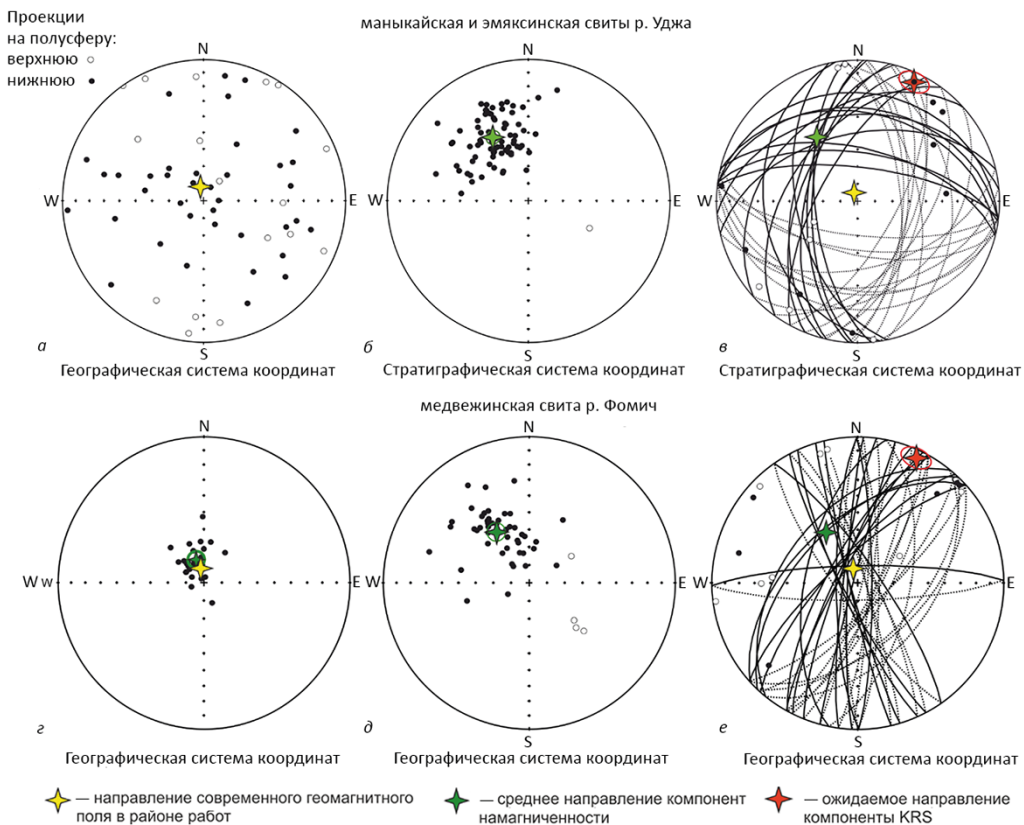 Проекции
на полусферу:
верхнюю
нижнюю
маныкайская и эмяксинская свиты р. Уджа
N
N
W
E
W
E
W
E
S
S
S
а
б
в
Географическая система координат
Стратиграфическая система координат
Стратиграфическая система координат
медвежинская свита р. Фомич
N
N
N
W w
E
W
E
W
E
S
S
г
д
е
Географическая система координат
Географическая система координат
Географическая система координат
— направление современного геомагнитного
поля в районе работ
— среднее направление компонент
намагниченности
— ожидаемое направление
компоненты KRS